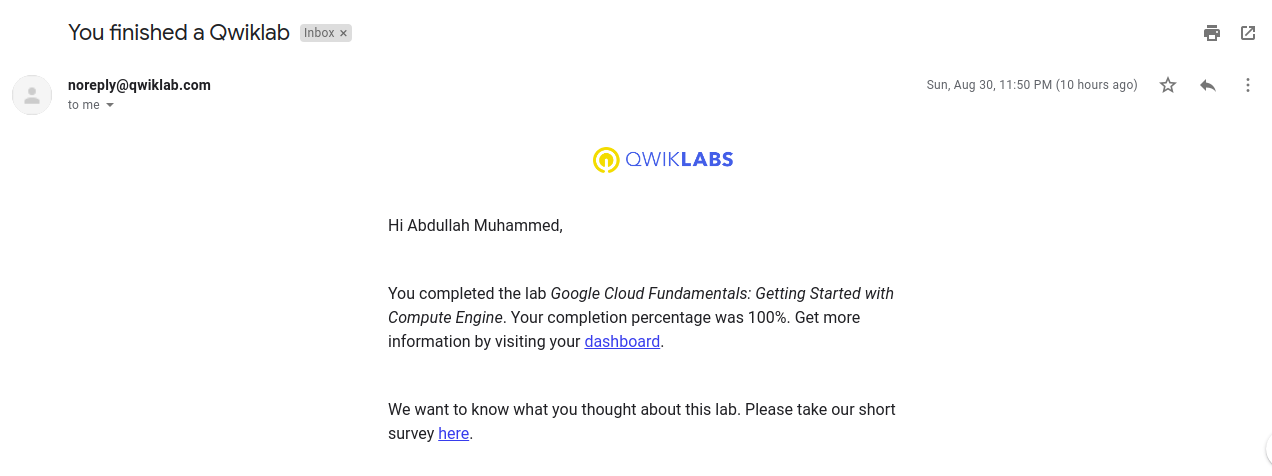 You finished a Qwiklab Inbox ×
noreply@qwiklab.com
Sun, Aug 30, 11:50 PM (10 hours ago)
to me
QWIKLABS
Hi Abdullah Muhammed,
You completed the lab Google Cloud Fundamentals: Getting Started with
Compute Engine. Your completion percentage was 100%. Get more
information by visiting your dashboard.
We want to know what you thought about this lab. Please take our short
survey here.